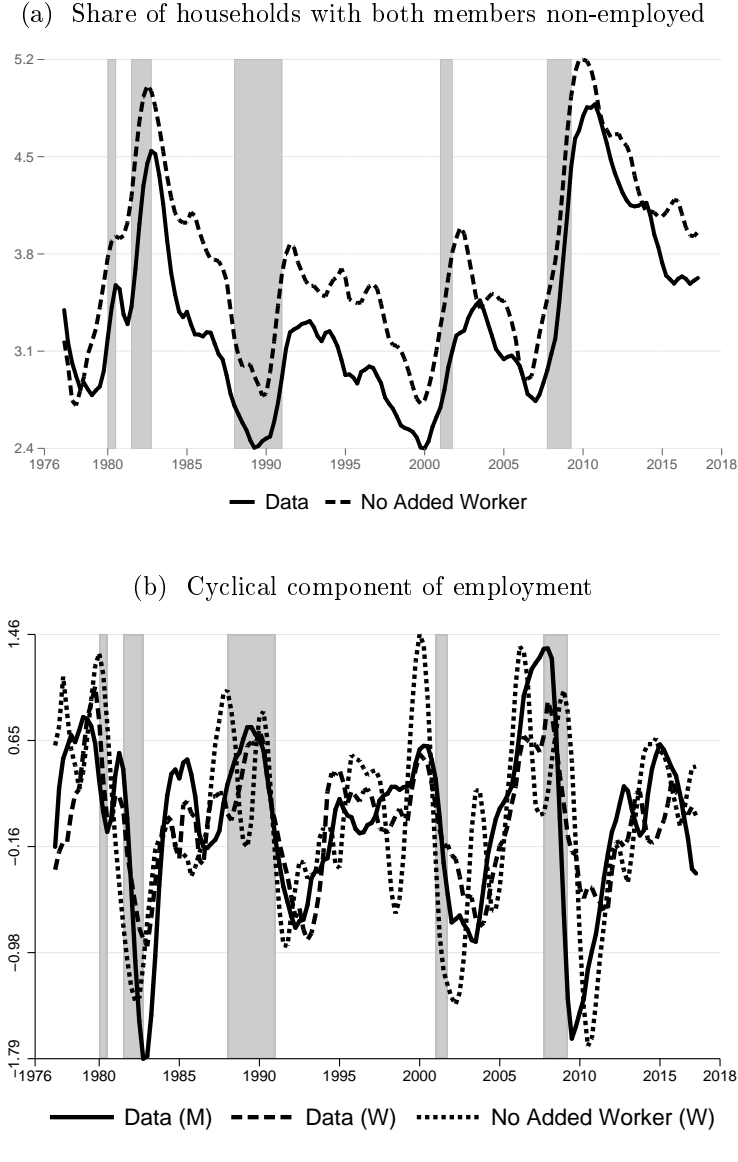 (a) Share of households with both members non-employed
5.2
4.5
3.8
3.1
2.4
1976 1980 1985 1990 1995 2000 2005 2010 2015 2018
Data No Added Worker
(b) Cyclical component of employment
1.46
0.65
-0.16
-0.98
-1.79
1976 1980 1985 1990 1995 2000 2005 2010 2015 2018
Data (M) Data (W) No Added Worker (W)